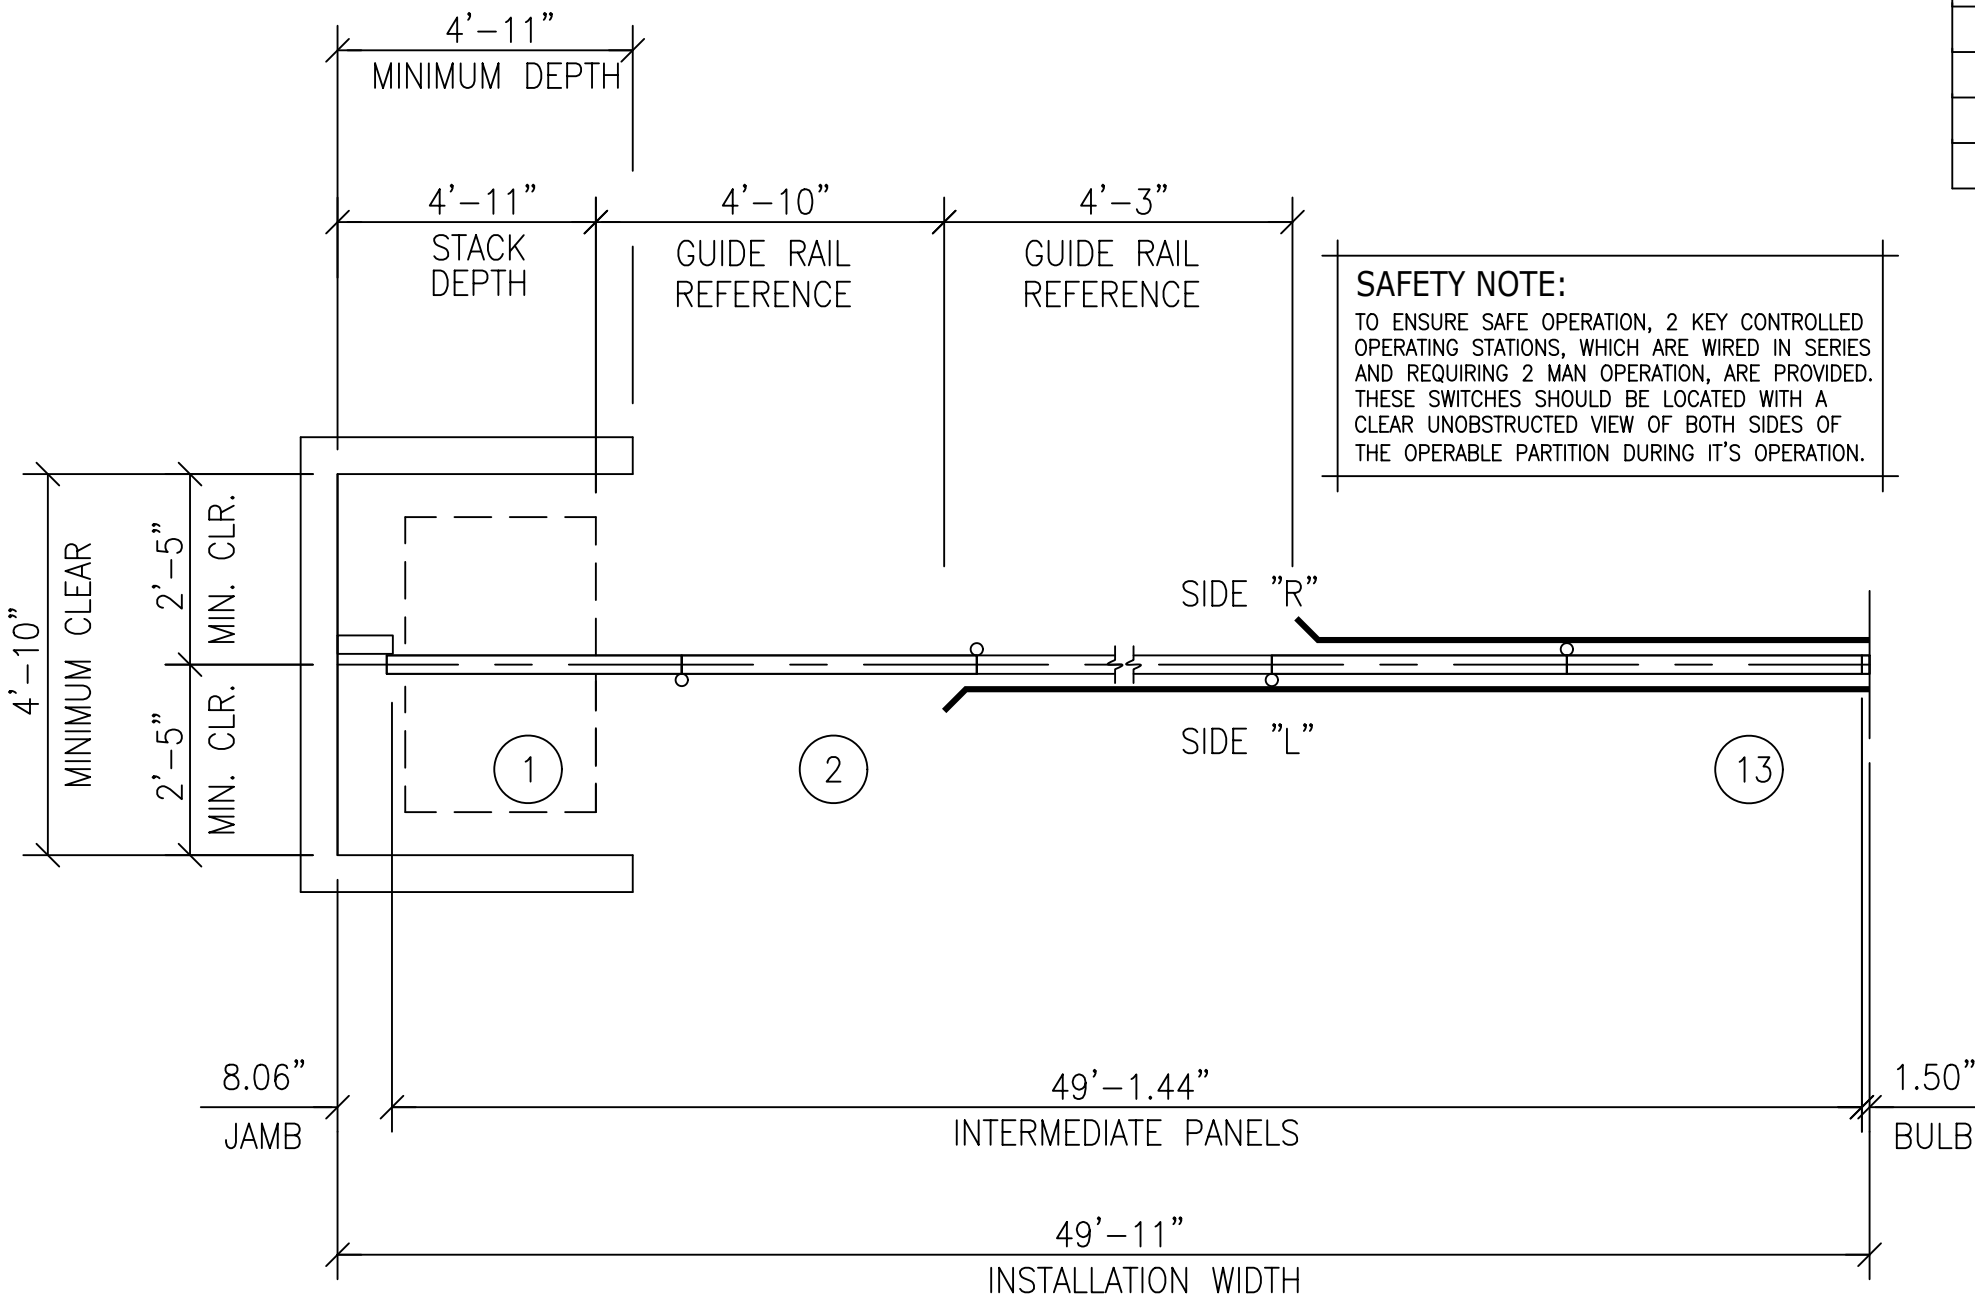 4'-11"
MINIMUM DEPTH
4'-11"
STACK
DEPTH
4'-10"
GUIDE RAIL
REFERENCE
4'-3"
GUIDE RAIL
REFERENCE
SAFETY NOTE:
TO ENSURE SAFE OPERATION, 2 KEY CONTROLLED
OPERATING STATIONS, WHICH ARE WIRED IN SERIES
AND REQUIRING 2 MAN OPERATION, ARE PROVIDED.
THESE SWITCHES SHOULD BE LOCATED WITH A
CLEAR UNOBSTRUCTED VIEW OF BOTH SIDES OF
THE OPERABLE PARTITION DURING IT'S OPERATION.
4'-10"
MINIMUM CLEAR
2'-5"
MIN. CLR.
2'-5"
MIN. CLR.
SIDE "R"
SIDE "L"
1
2
13
8.06"
JAMB
49'-1.44"
INTERMEDIATE PANELS
1.50"
BULB
49'-11"
INSTALLATION WIDTH